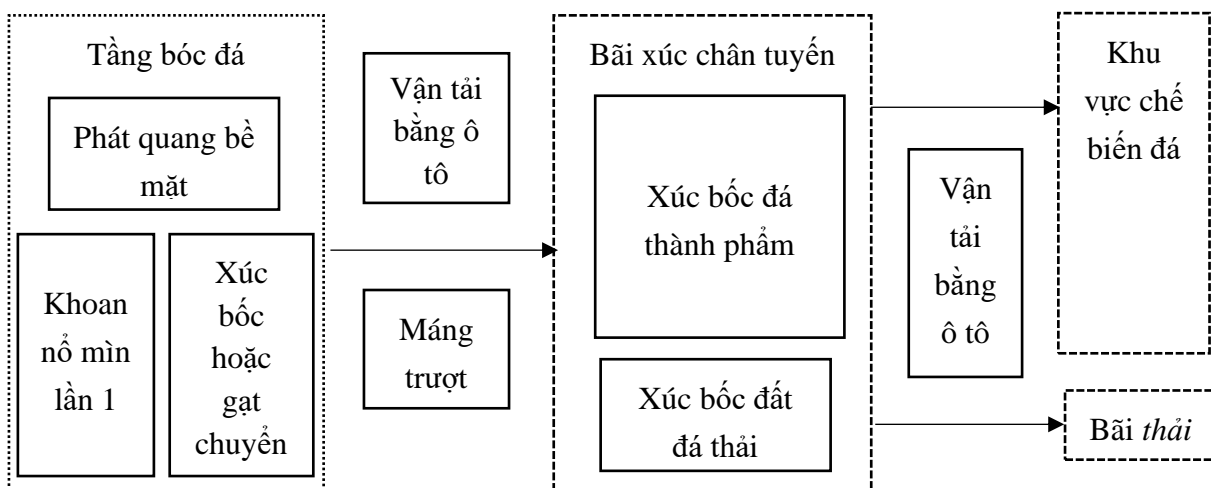 Tầng bóc đá
Phát quang bề
mặt
Khoan
nổ mìn
lần 1
Xúc
bốc
hoặc
gạt
chuyển
Vận tải
bằng ô
tô
Máng
trượt
Bãi xúc chân tuyến
Xúc bốc đá
thành phẩm
Xúc bốc đất
đá thải
Vận
tải
bằng
ô tô
Khu
vực chế
biến đá
Bãi thải